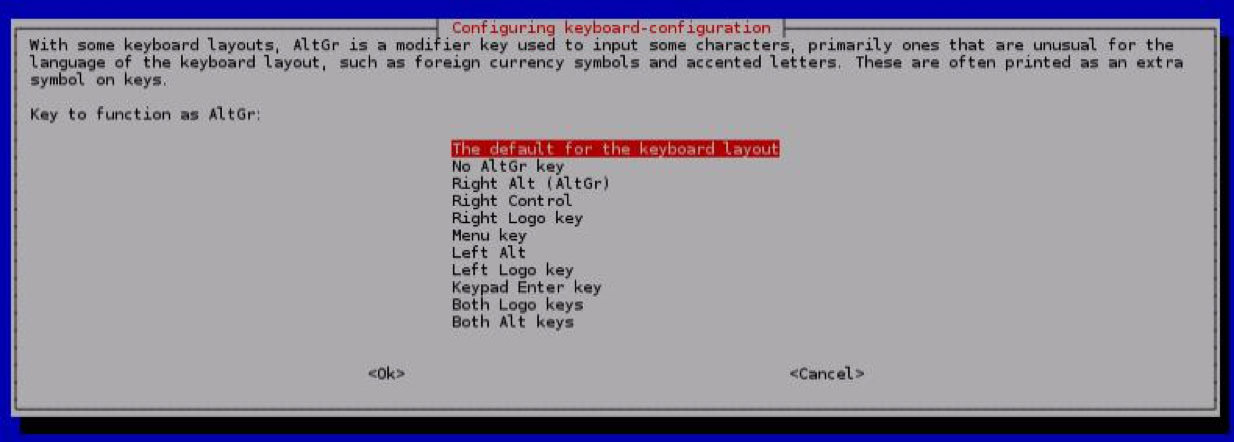 Configuring keyboard-configuration
With some keyboard layouts, AltGr is a modifier key used to input some characters, primarily ones that are unusual for the
language of the keyboard layout, such as foreign currency symbols and accented letters. These are often printed as an extra
symbol on keys.
Key to function as AltGr:
The default for the keyboard layout
No AltGr key
Right Alt (AltGr)
Right Control
Right Logo key
Menu key
Left Alt
Left Logo key
Keypad Enter key
Both Logo keys
Both Alt keys
<Ok> <Cancel>